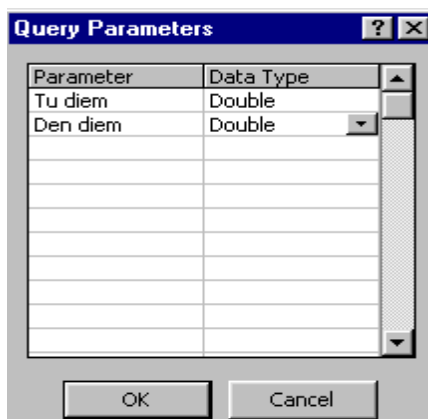 Query Parameters
Parameter Data Type
Tu diem Double
Den diem Double
OK Cancel